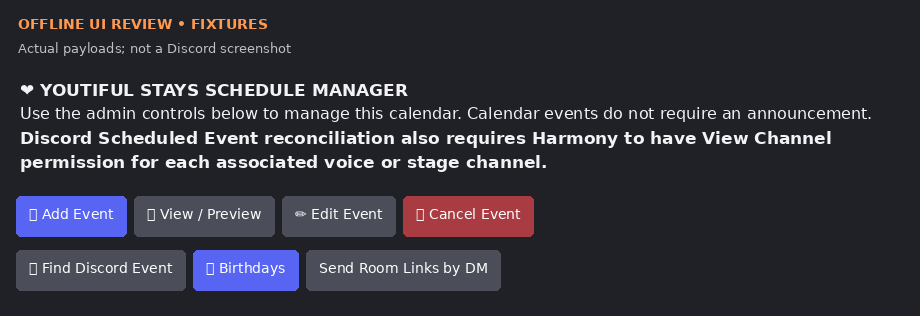 OFFLINE UI REVIEW • FIXTURES
Actual payloads; not a Discord screenshot
❤ YOUTIFUL STAYS SCHEDULE MANAGER
Use the admin controls below to manage this calendar. Calendar events do not require an announcement.
Discord Scheduled Event reconciliation also requires Harmony to have View Channel
permission for each associated voice or stage channel.
Add Event View / Preview ✏ Edit Event Cancel Event
Find Discord Event Birthdays Send Room Links by DM